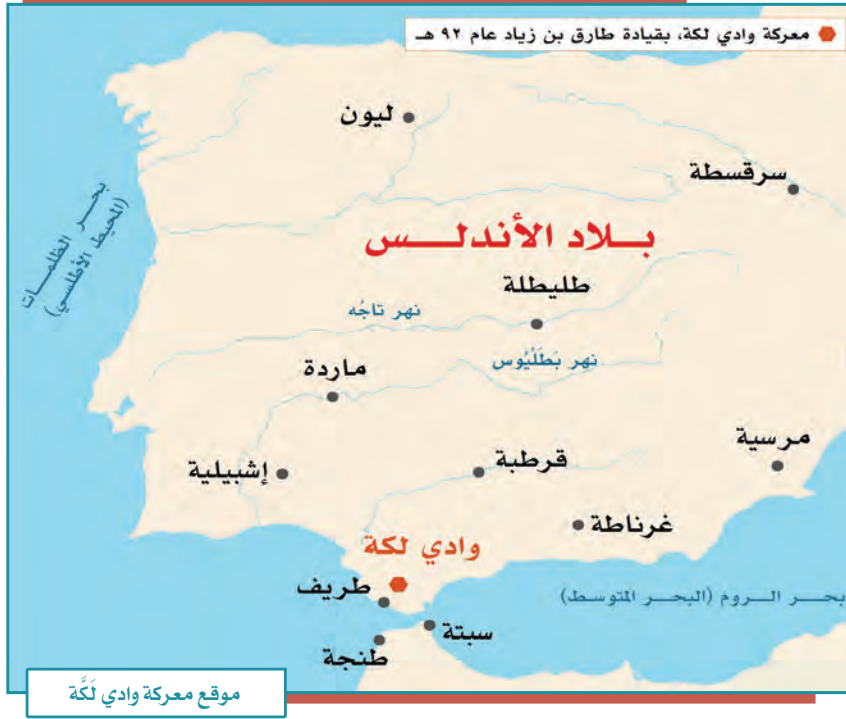 معركة وادي لكة، بقيادة طارق بن زياد عام ٩٢ هـ
ليون
سرقسطة
بحر الظلمات
(المحيط الأطلسي)
بلاد الأندلس
طليطلة
نهر تاجُه
نهر بَطَلْيُوس
ماردة
مرسية
قرطبة
إشبيلية
غرناطة
وادي لكة
طريف
بحر الروم (البحر المتوسط)
سبتة
طنجة
موقع معركة وادي لَكَّة